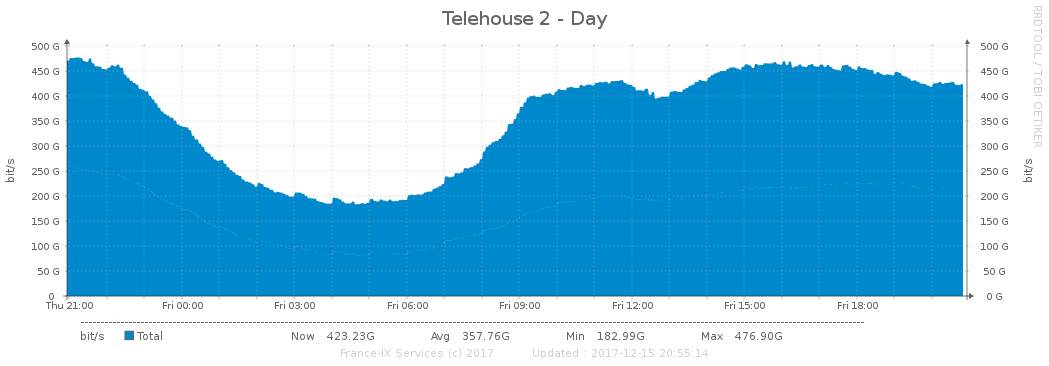 Telehouse 2 - Day
RRDTOOL / TOBI OETIKER
bit/s
500 G 500 G
450 G 450 G
400 G 400 G
350 G 350 G
300 G 300 G
250 G 250 G
200 G 200 G
150 G 150 G
100 G 100 G
50 G 50 G
0 0 G
bit/s
Thu 21:00 Fri 00:00 Fri 03:00 Fri 06:00 Fri 09:00 Fri 12:00 Fri 15:00 Fri 18:00
bit/s Total Now 423.23G Avg 357.76G Min 182.99G Max 476.90G
France-IX Services (c) 2017 Updated : 2017-12-15 20:55:14